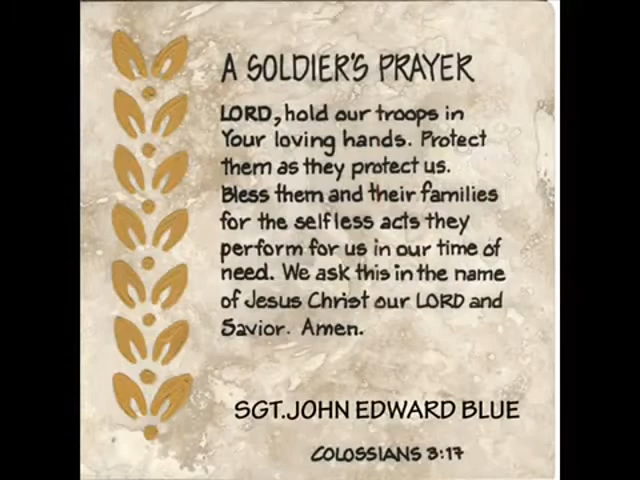 A SOLDIER'S PRAYER
LORD, hold our troops in
Your loving hands. Protect
them as they protect us.
Bless them and their families
for the selfless acts they
perform for us in our time of
need. We ask this in the name
of Jesus Christ our LORD and
Savior. Amen.
SGT.JOHN EDWARD BLUE
COLOSSIANS 3:17